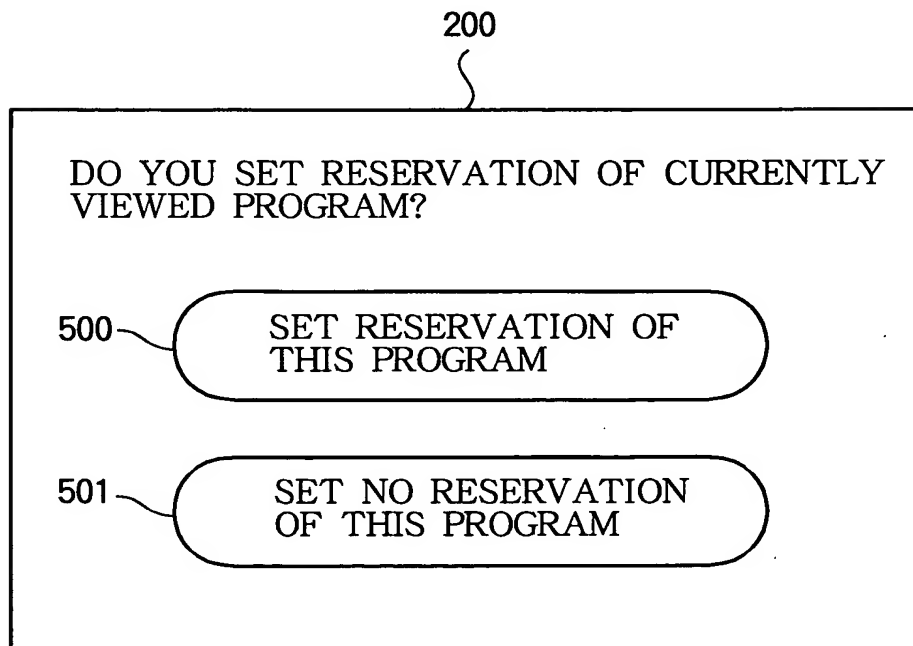 200
DO YOU SET RESERVATION OF CURRENTLY
VIEWED PROGRAM?
500
SET RESERVATION OF
THIS PROGRAM
501
SET NO RESERVATION
OF THIS PROGRAM